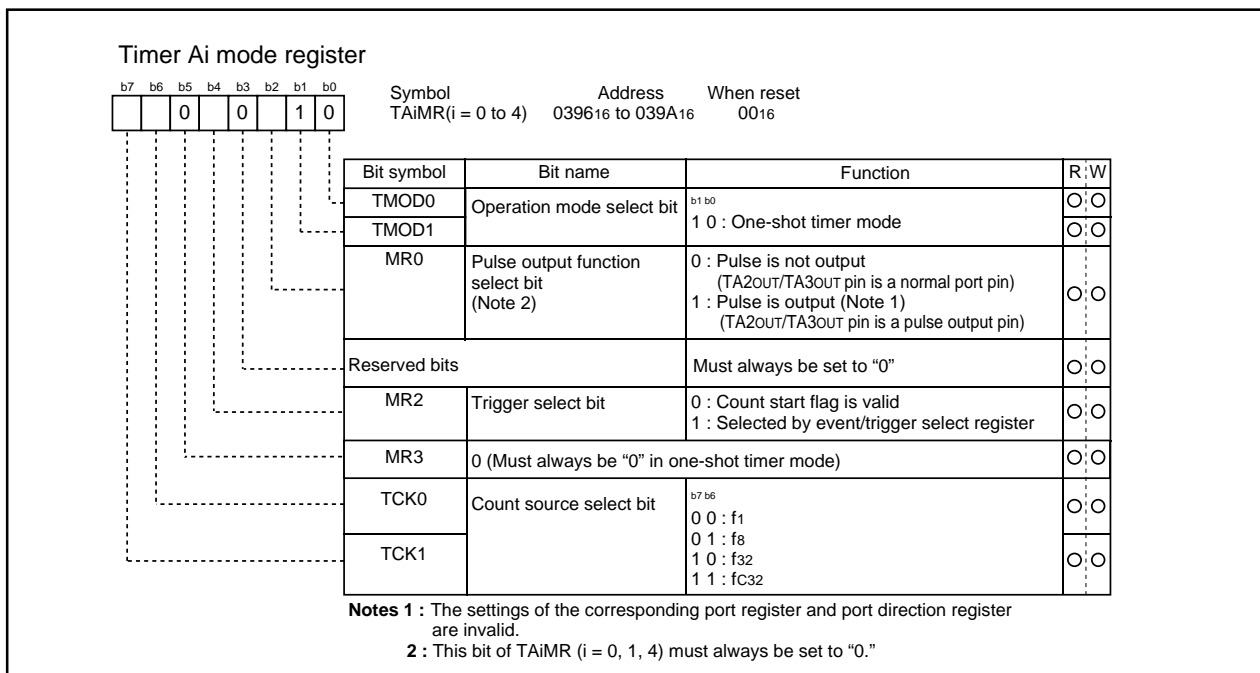 Timer Ai mode register
b7 b6 b5 b4 b3 b2 b1 b0
0 0 1 0
Symbol Address When reset
TAiMR(i = 0 to 4) 039616 to 039A16 0016
Bit symbol Bit name Function R W
TMOD0 Operation mode select bit b1 b0
1 0 : One-shot timer mode
TMOD1
MR0 Pulse output function select bit (Note 2)
0 : Pulse is not output
(TA2OUT/TA3OUT pin is a normal port pin)
1 : Pulse is output (Note 1)
(TA2OUT/TA3OUT pin is a pulse output pin)
Reserved bits Must always be set to “0”
MR2 Trigger select bit 0 : Count start flag is valid
1 : Selected by event/trigger select register
MR3 0 (Must always be “0” in one-shot timer mode)
TCK0 Count source select bit b7 b6
0 0 : f1
0 1 : f8
TCK1 1 0 : f32
1 1 : fC32
Notes 1 : The settings of the corresponding port register and port direction register
are invalid.
2 : This bit of TAiMR (i = 0, 1, 4) must always be set to “0.”